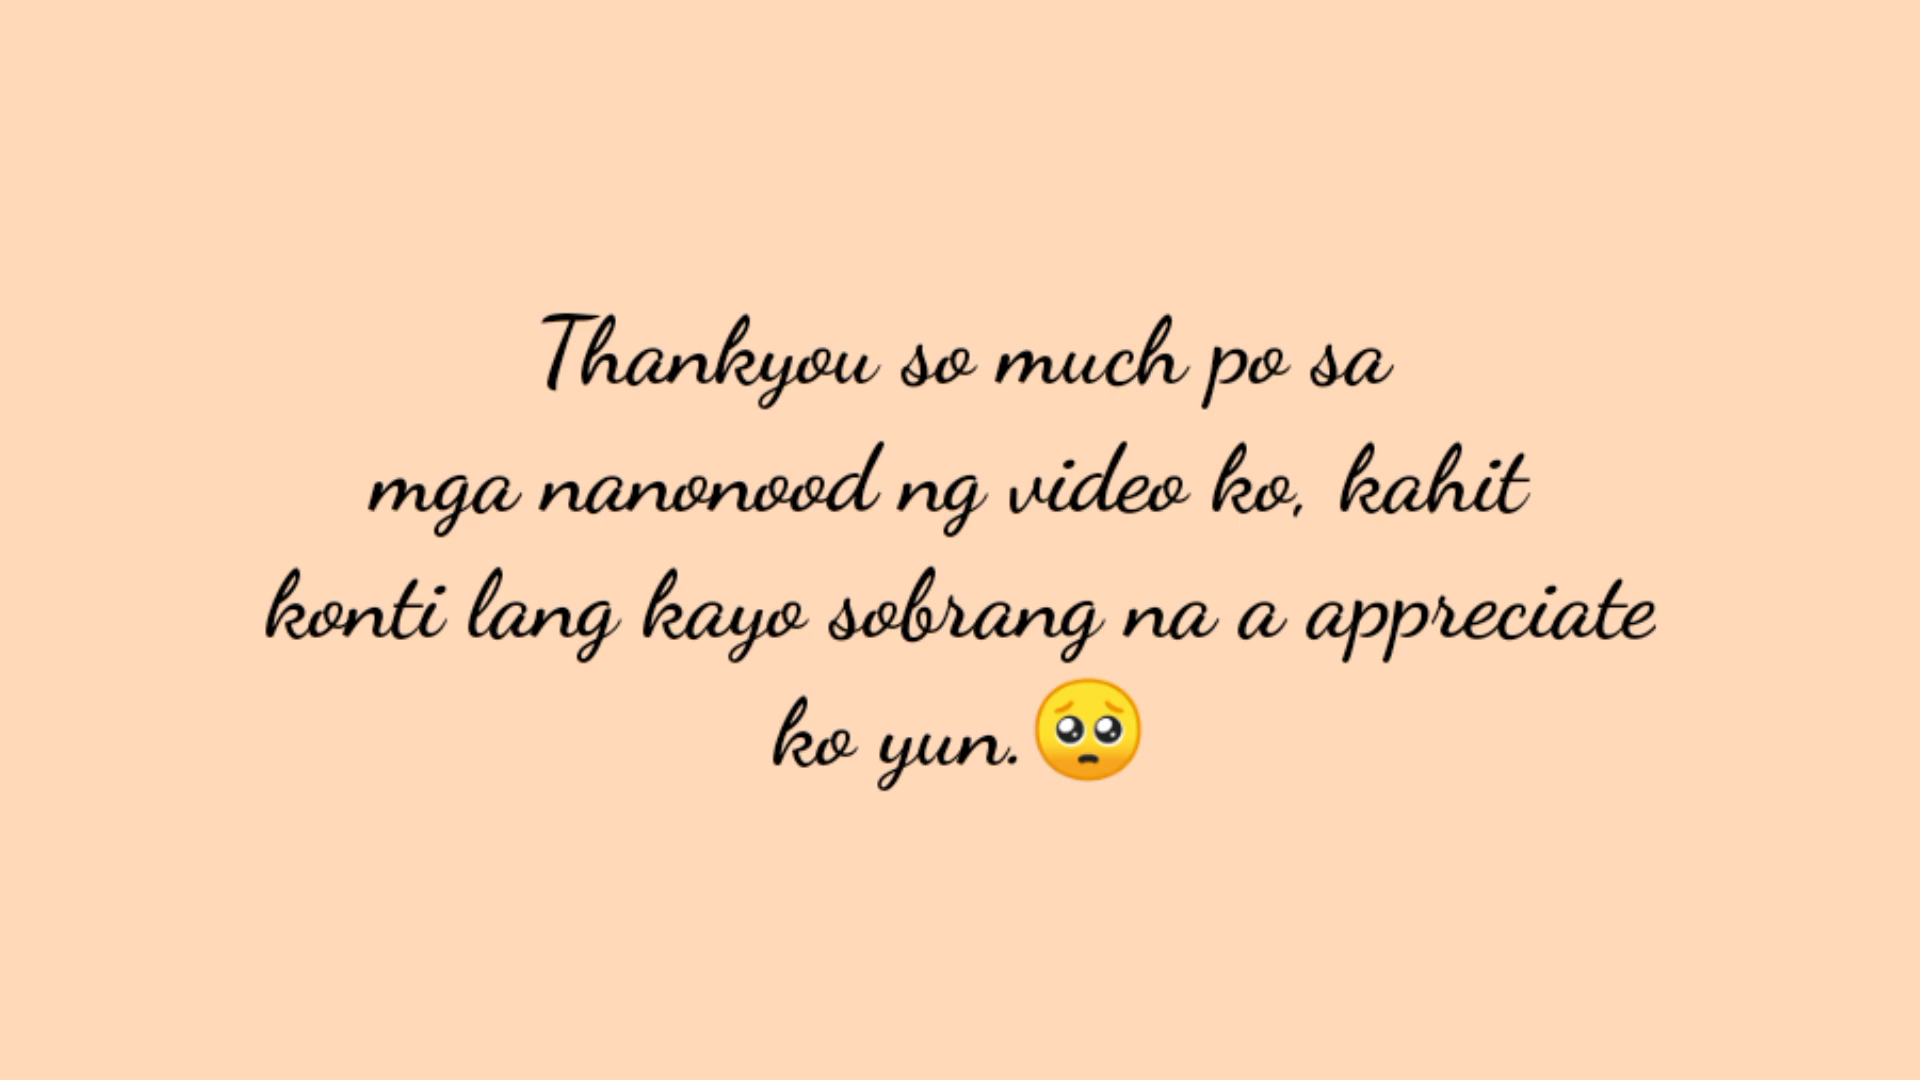 Thankyou so much po sa
mga nanonood ng video ko, kahit
konti lang kayo sobrang na a appreciate
ko yun.🥺